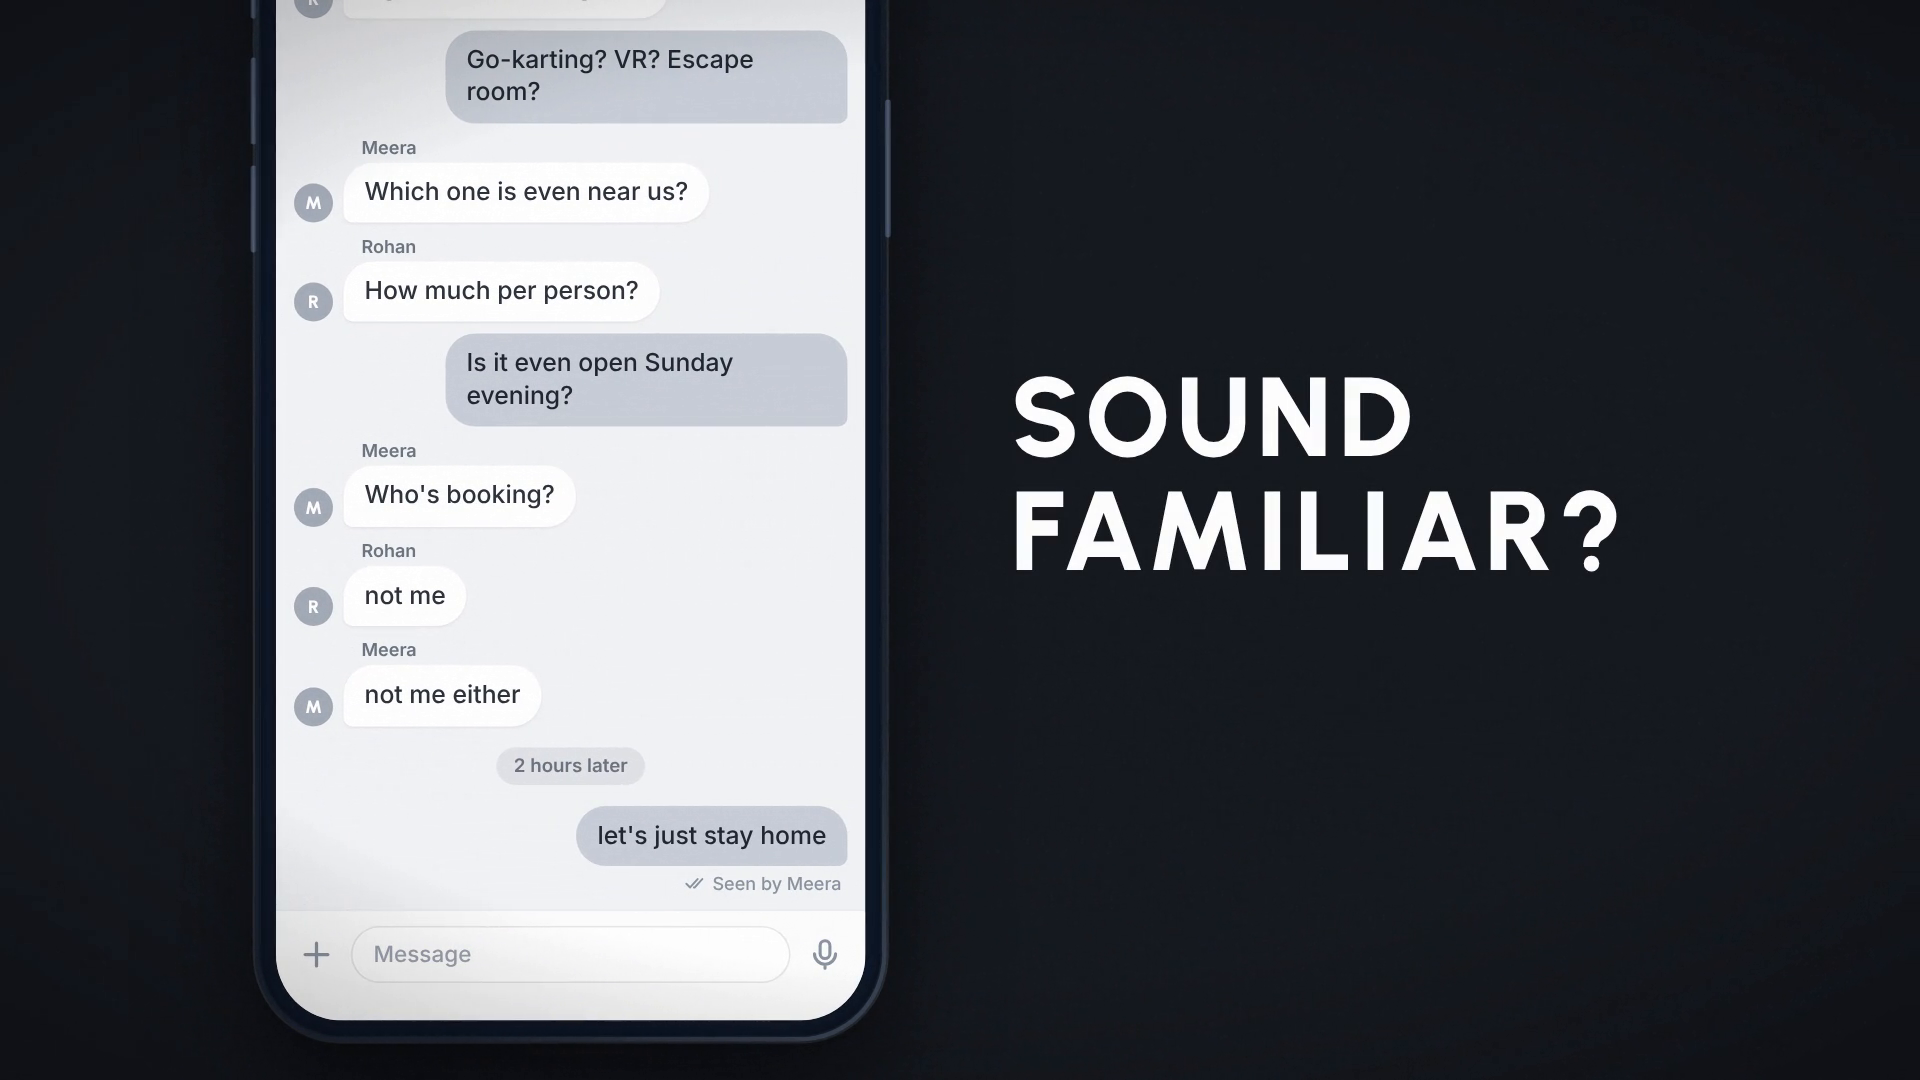 R
Go-karting? VR? Escape
room?
Meera
M
Which one is even near us?
Rohan
R
How much per person?
Is it even open Sunday
evening?
Meera
M
Who's booking?
Rohan
R
not me
Meera
M
not me either
2 hours later
let's just stay home
Seen by Meera
Message
SOUND
FAMILIAR?